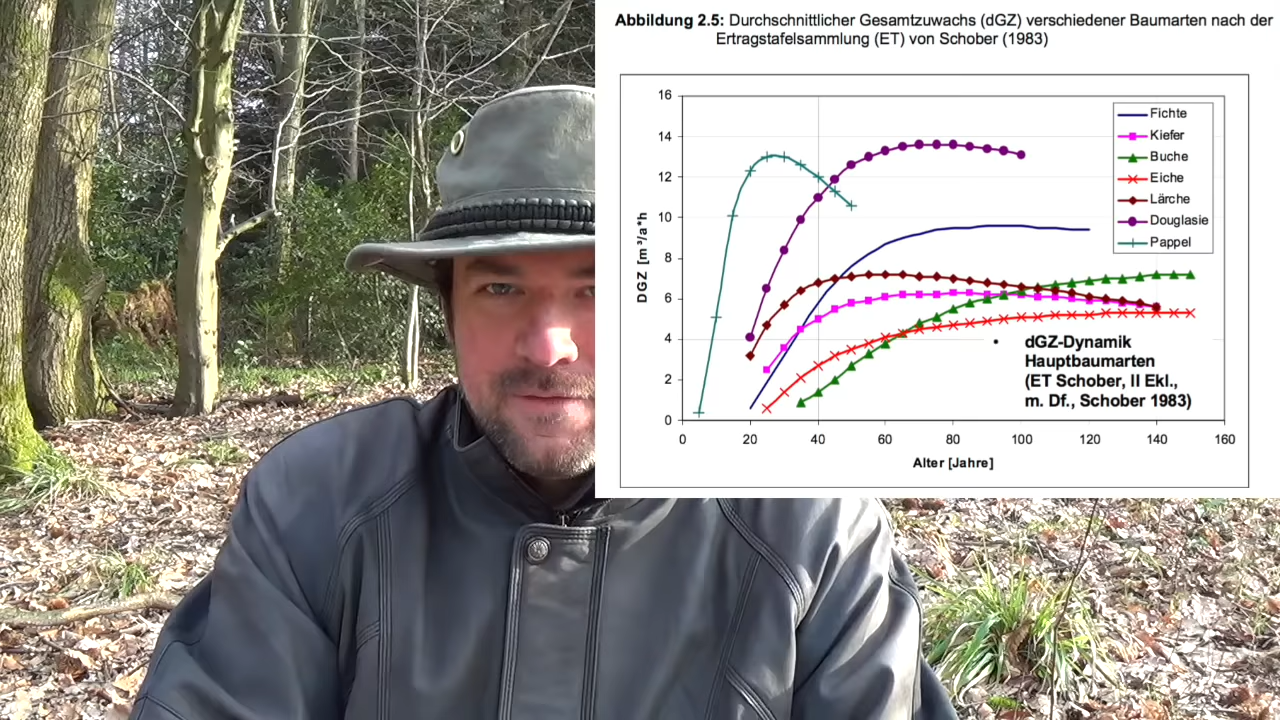 Abbildung 2.5: Durchschnittlicher Gesamtzuwachs (dGZ) verschiedener Baumarten nach der
Ertragstafelsammlung (ET) von Schober (1983)
16
14
12
10
8
6
4
2
0
DGZ [m³/a*h
Fichte
Kiefer
Buche
Eiche
Lärche
Douglasie
Pappel
• dGZ-Dynamik
Hauptbaumarten
(ET Schober, II Ekl.,
m. Df., Schober 1983)
0 20 40 60 80 100 120 140 160
Alter [Jahre]